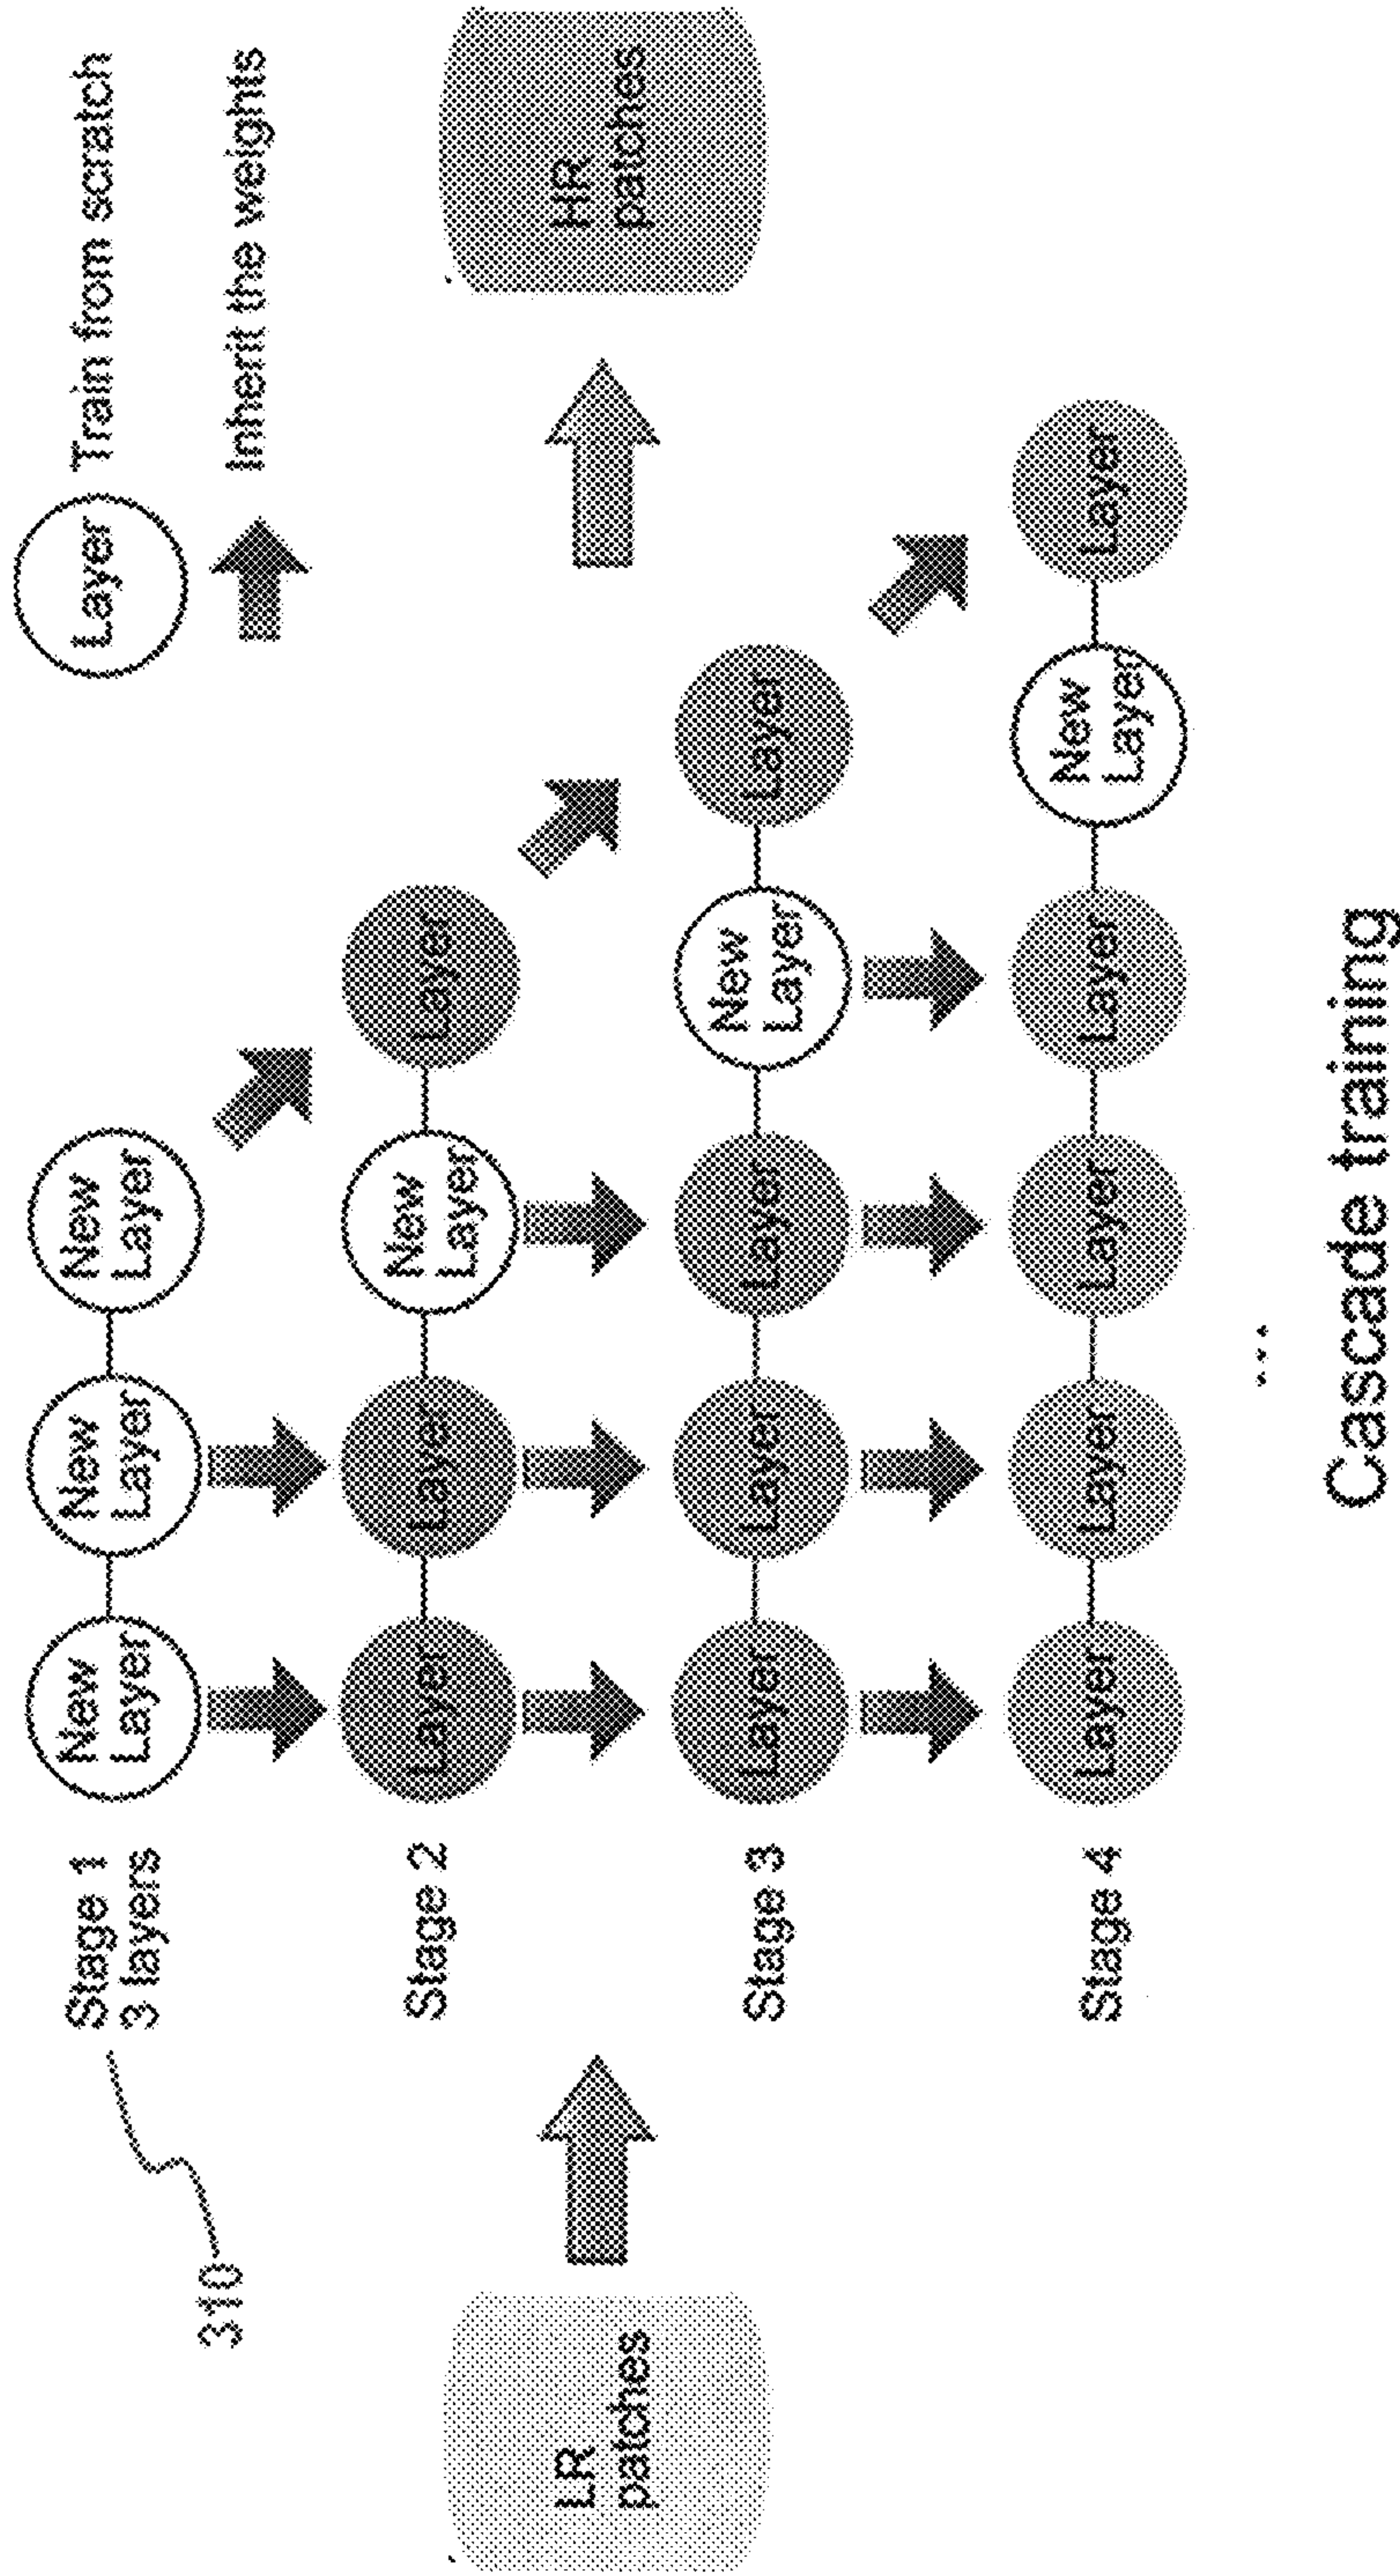 Layer
Train from scratch
Inherit the weights
310
Stage 1
3 layers
New
Layer
New
Layer
New
Layer
Stage 2
Layer
Layer
New
Layer
Layer
LR
patches
HR
patches
Stage 3
Layer
Layer
Layer
New
Layer
Layer
Stage 4
Layer
Layer
Layer
Layer
New
Layer
Layer
...
Cascade training